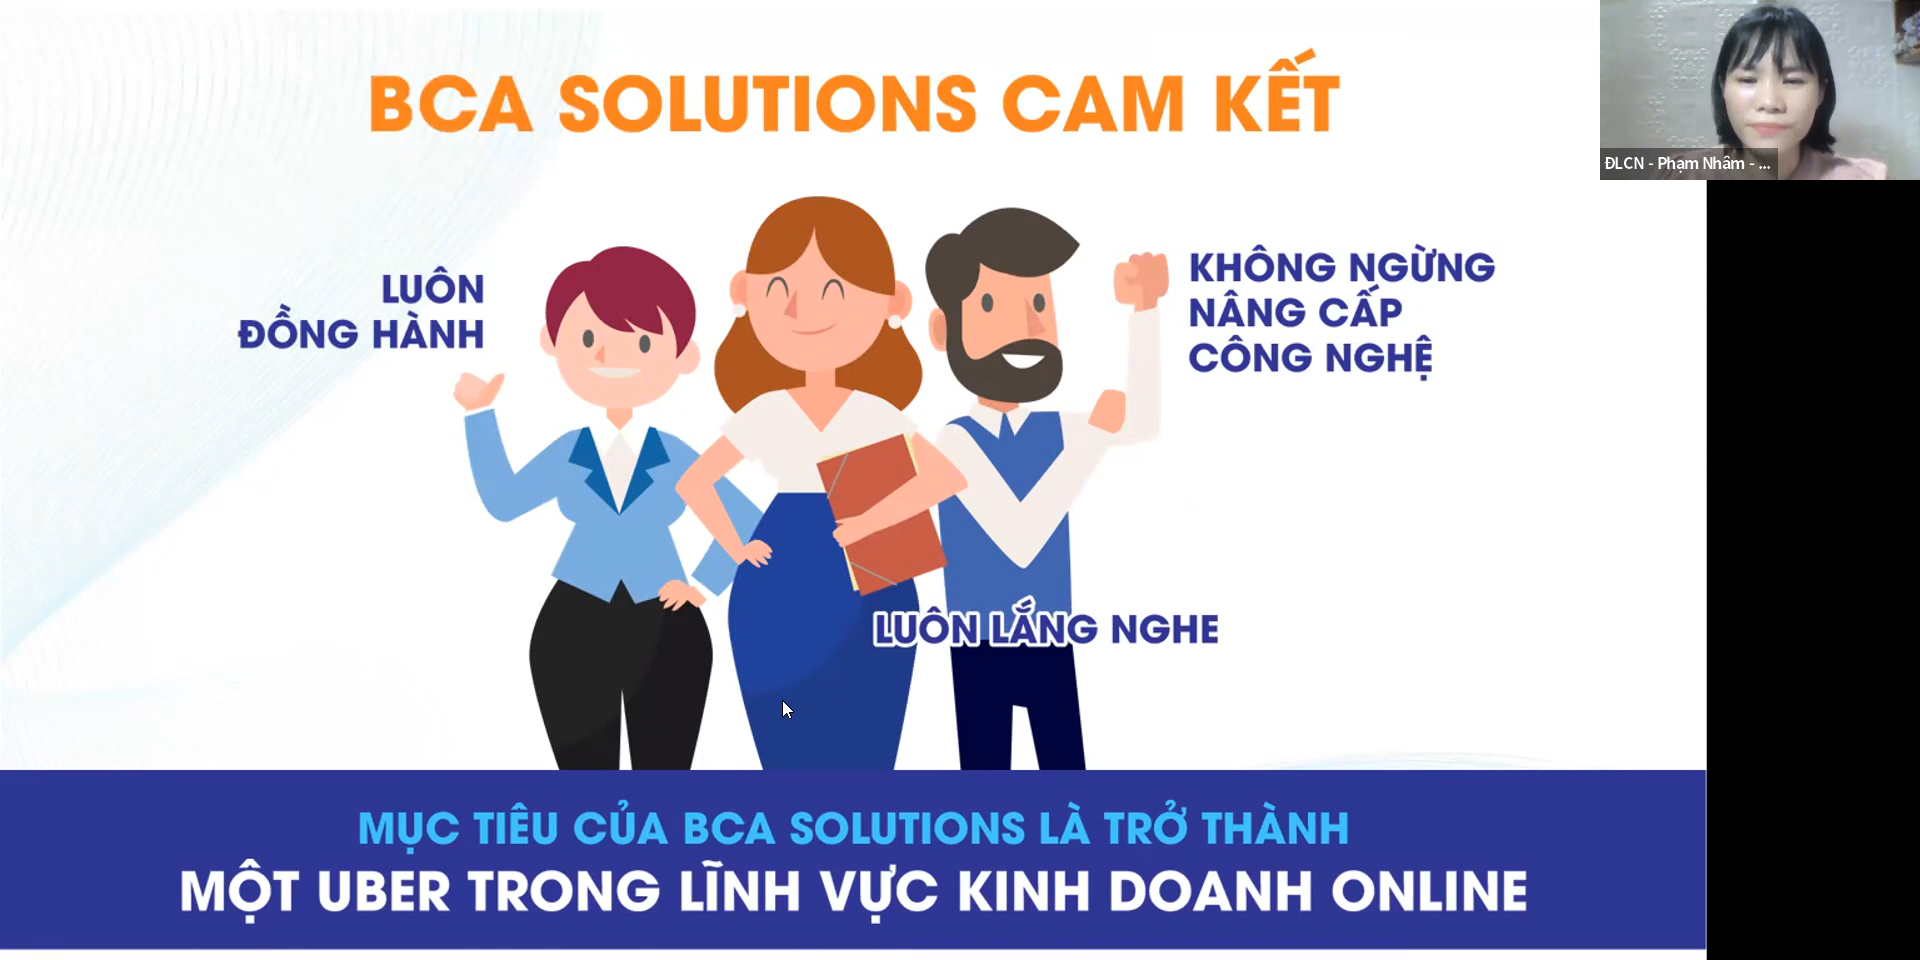 BCA SOLUTIONS CAM KẾT
ĐLCN - Phạm Nhâm - ...
LUÔN
ĐỒNG HÀNH
KHÔNG NGỪNG
NÂNG CẤP
CÔNG NGHỆ
LUÔN LẮNG NGHE
MỤC TIÊU CỦA BCA SOLUTIONS LÀ TRỞ THÀNH
MỘT UBER TRONG LĨNH VỰC KINH DOANH ONLINE